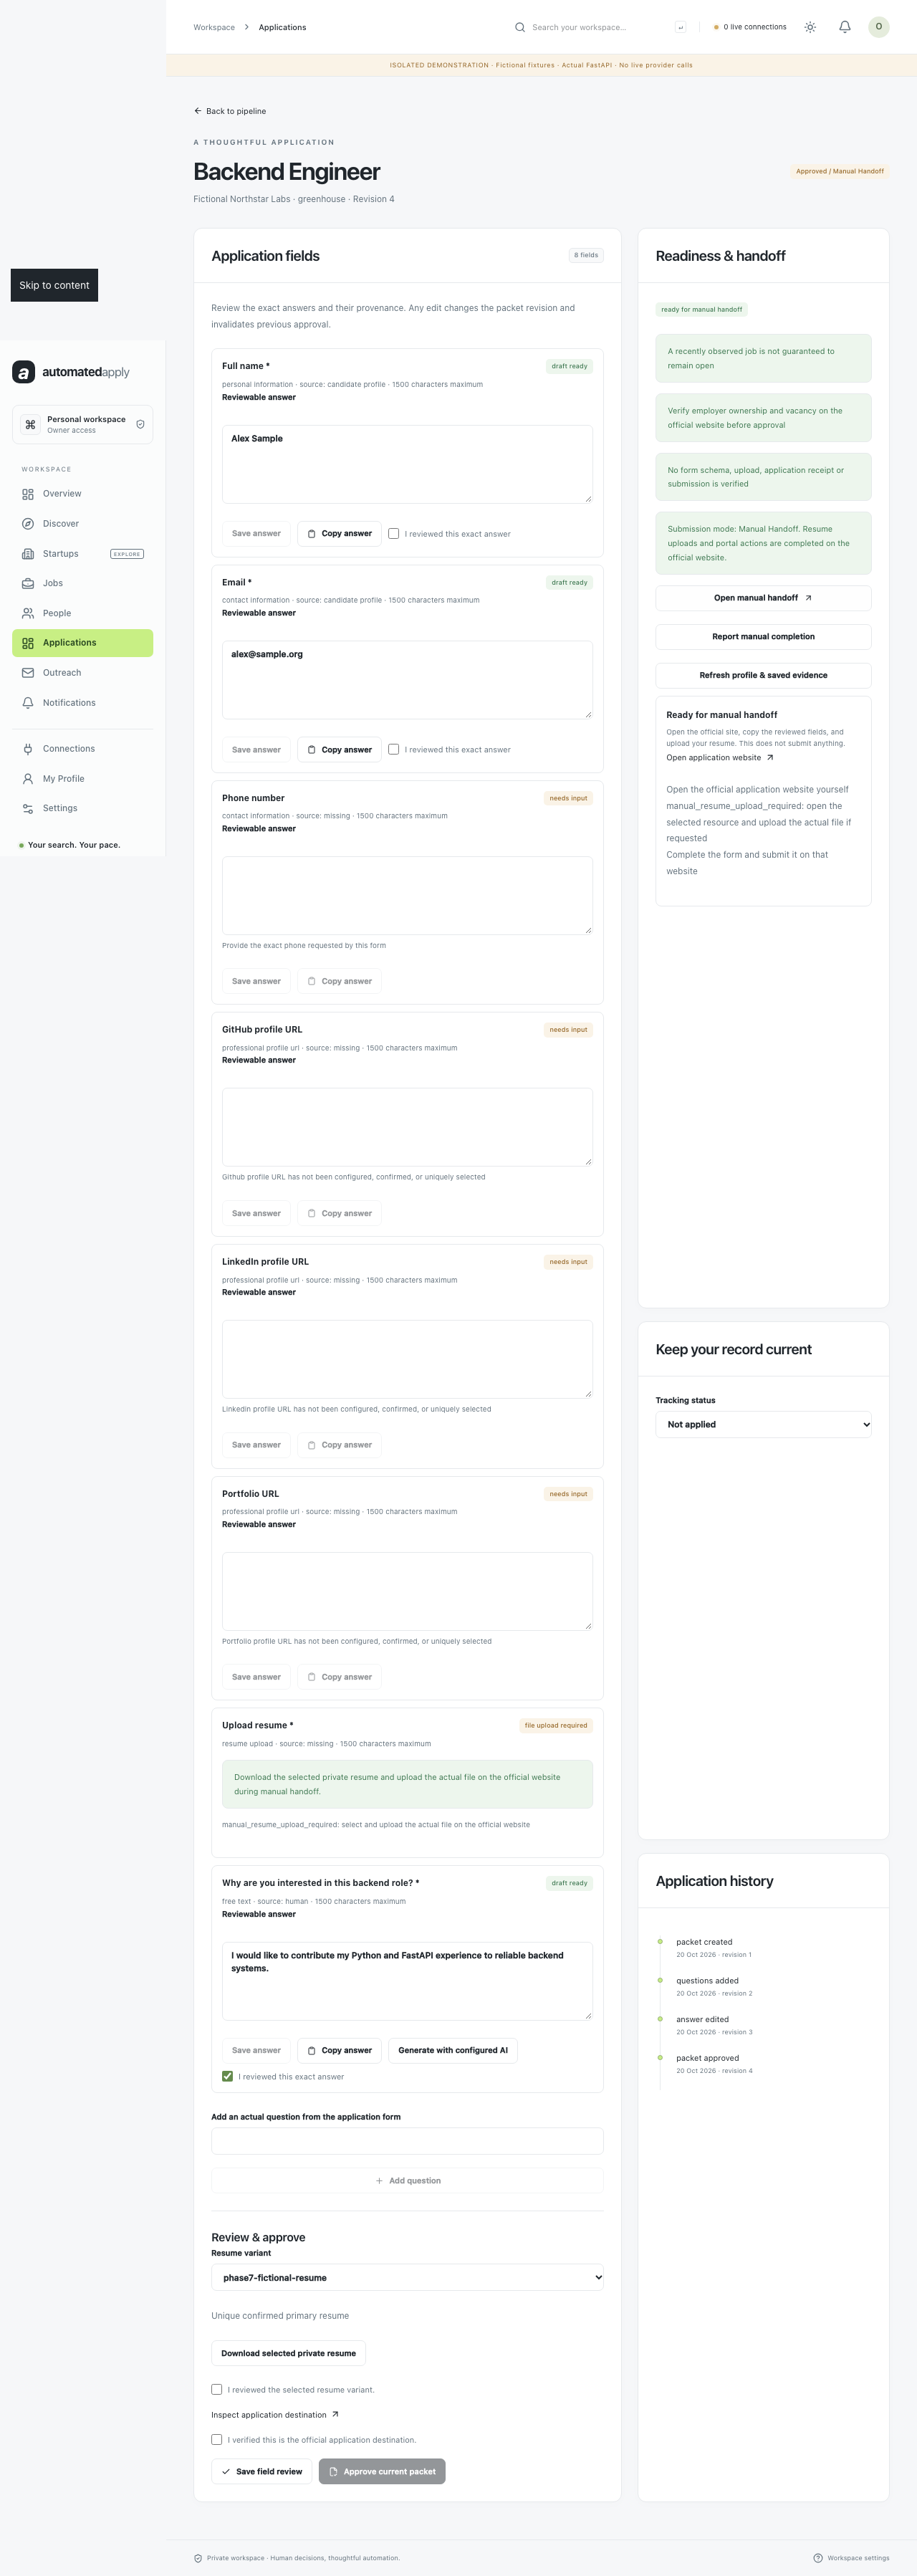 Workspace > Applications
Search your workspace...
0 live connections
O
ISOLATED DEMONSTRATION · Fictional fixtures · Actual FastAPI · No live provider calls
Skip to content
a automatedapply
Personal workspace
Owner access
WORKSPACE
Overview
Discover
Startups EXPLORE
Jobs
People
Applications
Outreach
Notifications
Connections
My Profile
Settings
Your search. Your pace.
Back to pipeline
A THOUGHTFUL APPLICATION
Backend Engineer
Approved / Manual Handoff
Fictional Northstar Labs · greenhouse · Revision 4
Application fields
8 fields
Review the exact answers and their provenance. Any edit changes the packet revision and
invalidates previous approval.
Full name *
draft ready
personal information · source: candidate profile · 1500 characters maximum
Reviewable answer
Alex Sample
Save answer
Copy answer
I reviewed this exact answer
Email *
draft ready
contact information · source: candidate profile · 1500 characters maximum
Reviewable answer
alex@sample.org
Save answer
Copy answer
I reviewed this exact answer
Phone number
needs input
contact information · source: missing · 1500 characters maximum
Reviewable answer
Provide the exact phone requested by this form
Save answer
Copy answer
GitHub profile URL
needs input
professional profile url · source: missing · 1500 characters maximum
Reviewable answer
Github profile URL has not been configured, confirmed, or uniquely selected
Save answer
Copy answer
LinkedIn profile URL
needs input
professional profile url · source: missing · 1500 characters maximum
Reviewable answer
Linkedin profile URL has not been configured, confirmed, or uniquely selected
Save answer
Copy answer
Portfolio URL
needs input
professional profile url · source: missing · 1500 characters maximum
Reviewable answer
Portfolio profile URL has not been configured, confirmed, or uniquely selected
Save answer
Copy answer
Upload resume *
file upload required
resume upload · source: missing · 1500 characters maximum
Download the selected private resume and upload the actual file on the official website
during manual handoff.
manual_resume_upload_required: select and upload the actual file on the official website
Why are you interested in this backend role? *
draft ready
free text · source: human · 1500 characters maximum
Reviewable answer
I would like to contribute my Python and FastAPI experience to reliable backend
systems.
Save answer
Copy answer
Generate with configured AI
I reviewed this exact answer
Add an actual question from the application form
Add question
Review & approve
Resume variant
phase7-fictional-resume
Unique confirmed primary resume
Download selected private resume
I reviewed the selected resume variant.
Inspect application destination
I verified this is the official application destination.
Save field review
Approve current packet
Readiness & handoff
ready for manual handoff
A recently observed job is not guaranteed to
remain open
Verify employer ownership and vacancy on the
official website before approval
No form schema, upload, application receipt or
submission is verified
Submission mode: Manual Handoff. Resume
uploads and portal actions are completed on the
official website.
Open manual handoff
Report manual completion
Refresh profile & saved evidence
Ready for manual handoff
Open the official site, copy the reviewed fields, and
upload your resume. This does not submit anything.
Open application website
Open the official application website yourself
manual_resume_upload_required: open the
selected resource and upload the actual file if
requested
Complete the form and submit it on that
website
Keep your record current
Tracking status
Not applied
Application history
packet created
20 Oct 2026 · revision 1
questions added
20 Oct 2026 · revision 2
answer edited
20 Oct 2026 · revision 3
packet approved
20 Oct 2026 · revision 4
Private workspace · Human decisions, thoughtful automation.
Workspace settings